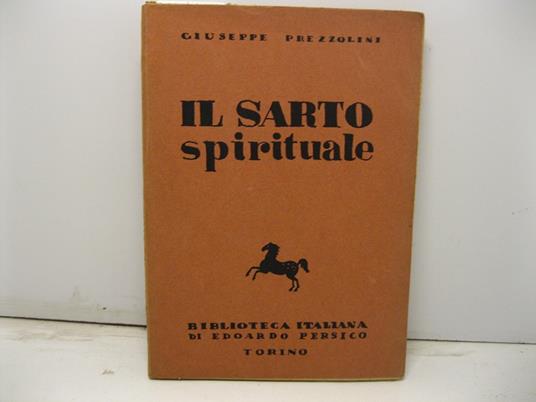 GIUSEPPE PREZZOLINI
IL SARTO
spirituale
BIBLIOTECA ITALIANA
DI EDOARDO PERSICO
TORINO